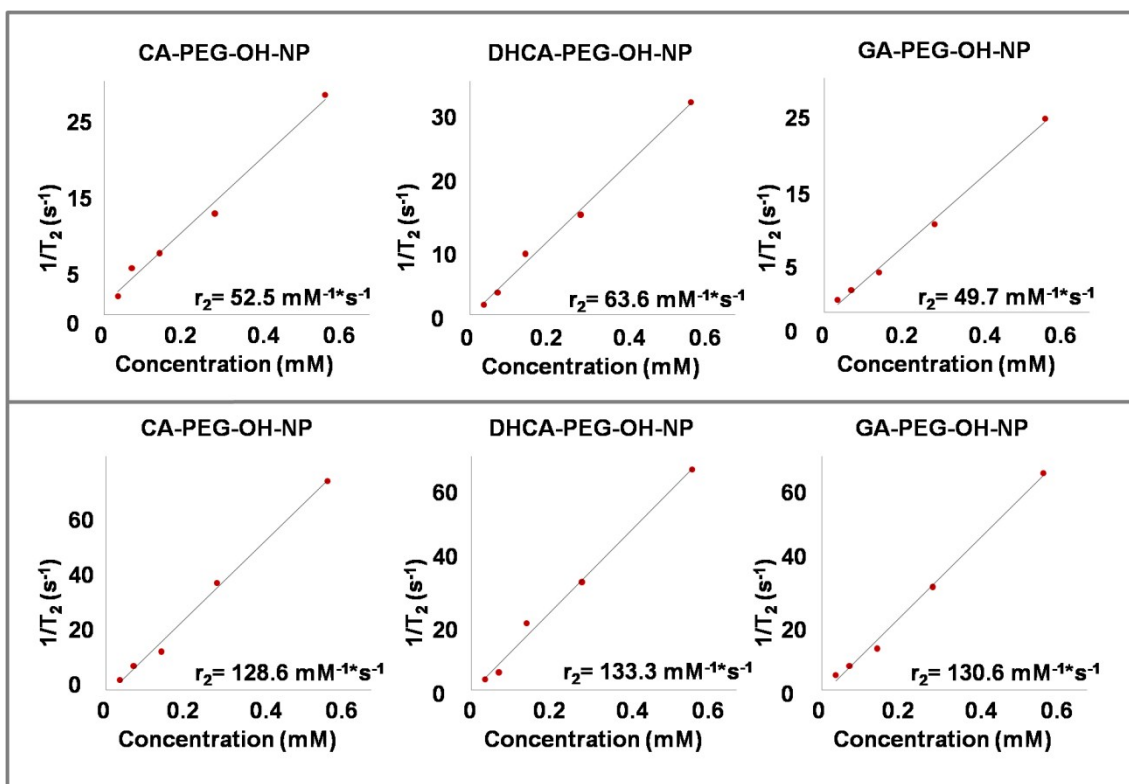 CA-PEG-OH-NP
25
15
5
0
1/T₂ (s⁻¹)
r₂= 52.5 mM⁻¹*s⁻¹
0 0.2 0.4 0.6
Concentration (mM)
DHCA-PEG-OH-NP
30
20
10
0
1/T₂ (s⁻¹)
r₂= 63.6 mM⁻¹*s⁻¹
0 0.2 0.4 0.6
Concentration (mM)
GA-PEG-OH-NP
25
15
5
0
1/T₂ (s⁻¹)
r₂= 49.7 mM⁻¹*s⁻¹
0 0.2 0.4 0.6
Concentration (mM)
CA-PEG-OH-NP
60
40
20
0
1/T₂ (s⁻¹)
r₂= 128.6 mM⁻¹*s⁻¹
0 0.2 0.4 0.6
Concentration (mM)
DHCA-PEG-OH-NP
60
40
20
0
1/T₂ (s⁻¹)
r₂= 133.3 mM⁻¹*s⁻¹
0 0.2 0.4 0.6
Concentration (mM)
GA-PEG-OH-NP
60
40
20
0
1/T₂ (s⁻¹)
r₂= 130.6 mM⁻¹*s⁻¹
0 0.2 0.4 0.6
Concentration (mM)